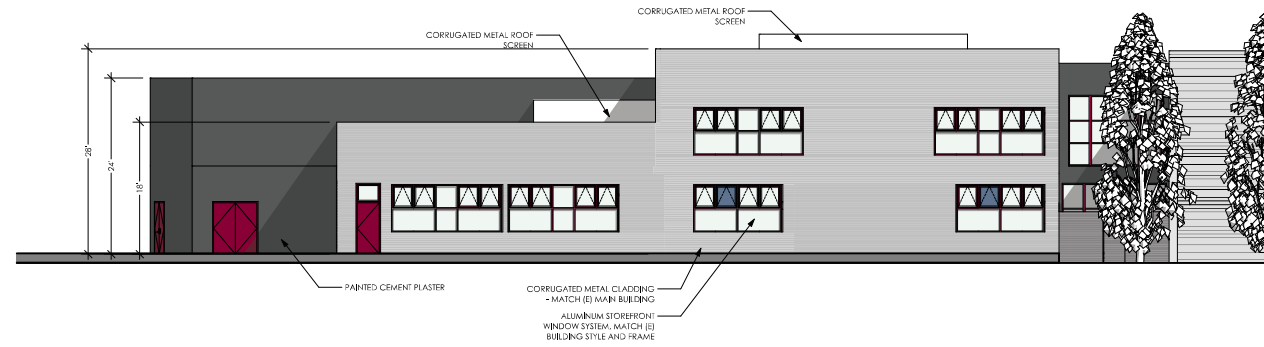 CORRUGATED METAL ROOF
SCREEN
CORRUGATED METAL ROOF
SCREEN
28'
24'
18'
PAINTED CEMENT PLASTER
CORRUGATED METAL CLADDING
- MATCH (E) MAIN BUILDING
ALUMINUM STOREFRONT
WINDOW SYSTEM, MATCH (E)
BUILDING STYLE AND FRAME